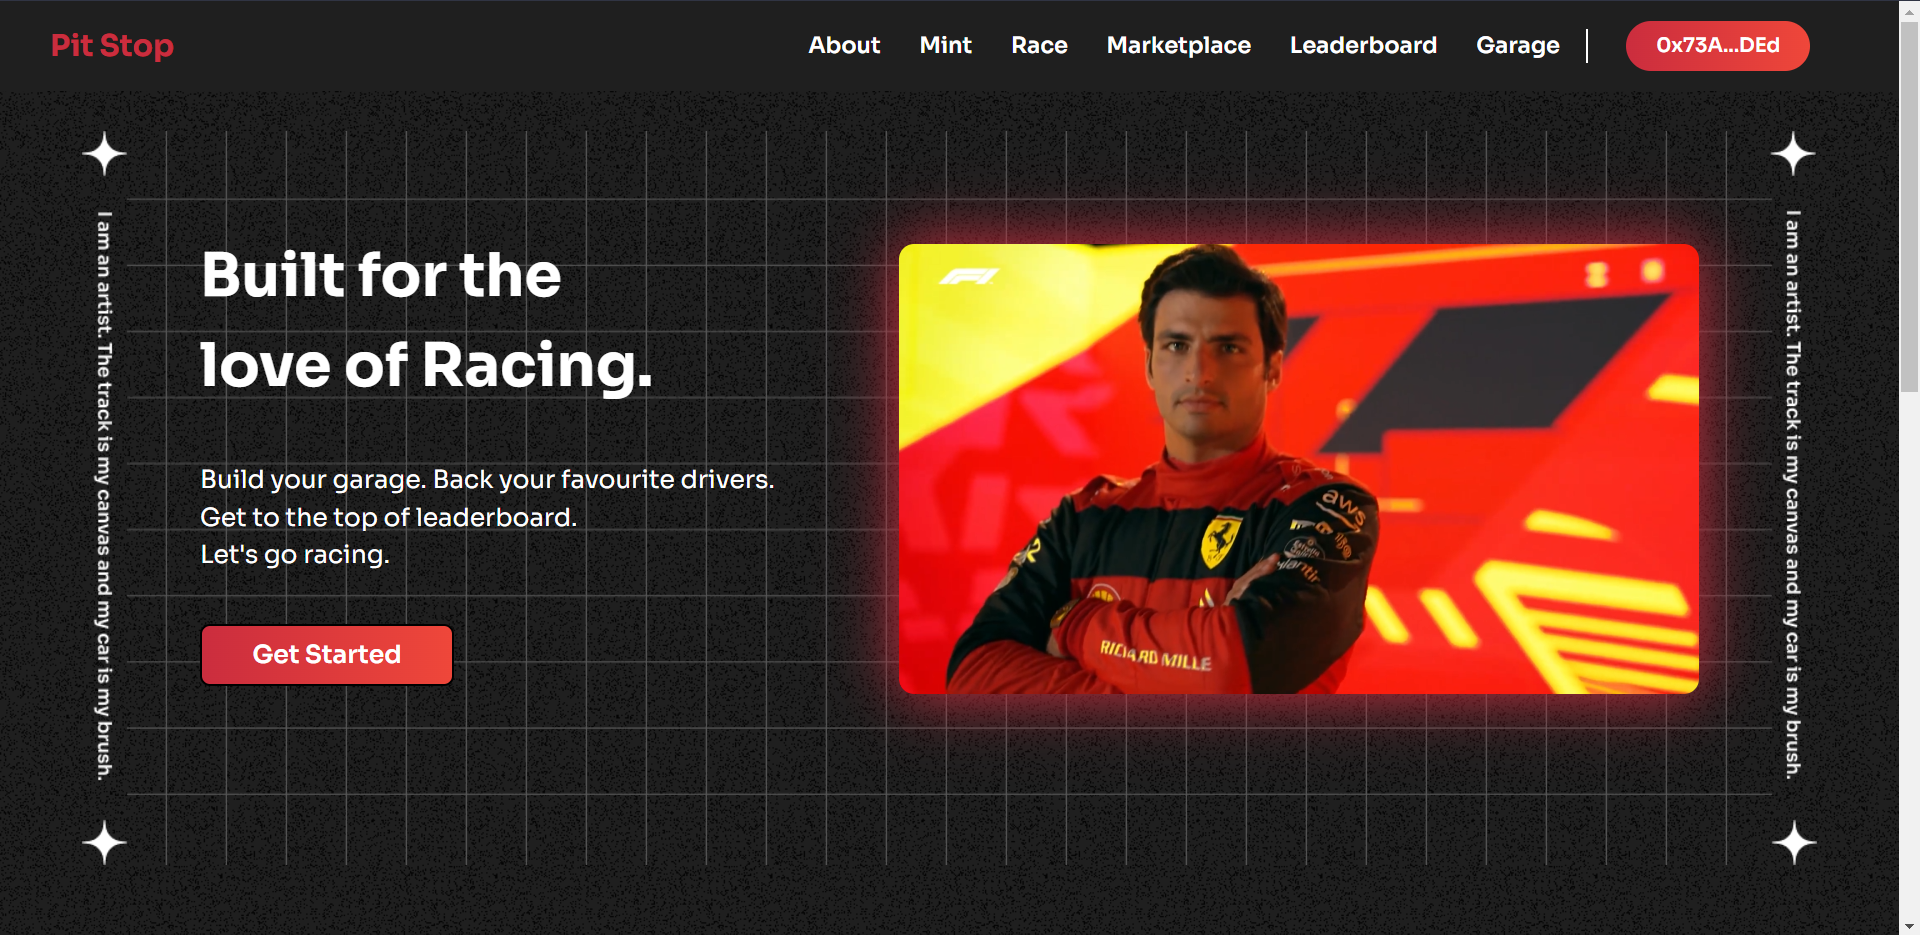 Pit Stop
About
Mint
Race
Marketplace
Leaderboard
Garage
0x73A...DEd
I am an artist. The track is my canvas and my car is my brush.
Built for the
love of Racing.
Build your garage. Back your favourite drivers.
Get to the top of leaderboard.
Let's go racing.
Get Started
F1
aws
RICHARD MILLE
I am an artist. The track is my canvas and my car is my brush.